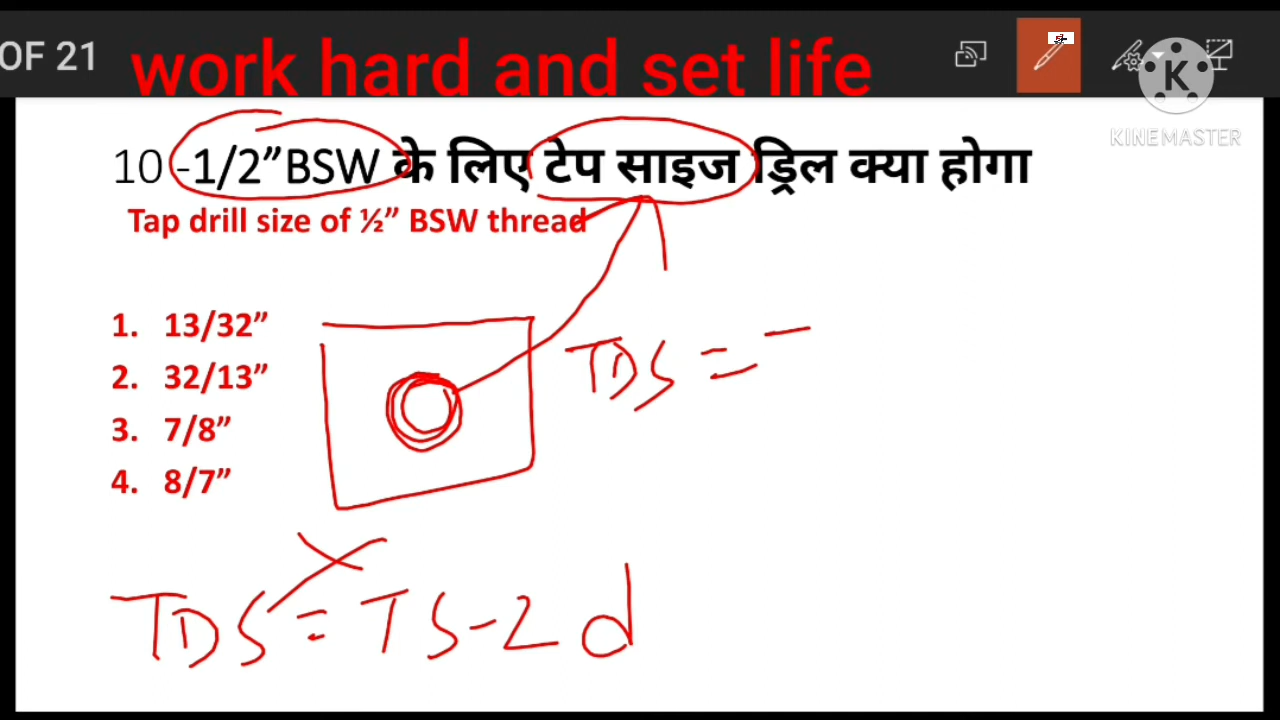 OF 21
work hard and set life
K
KINEMASTER
10 -1/2”BSW के लिए टेप साइज ड्रिल क्या होगा
Tap drill size of ½” BSW thread
1. 13/32”
2. 32/13”
3. 7/8”
4. 8/7”
TDS =
TDS = TS-2d